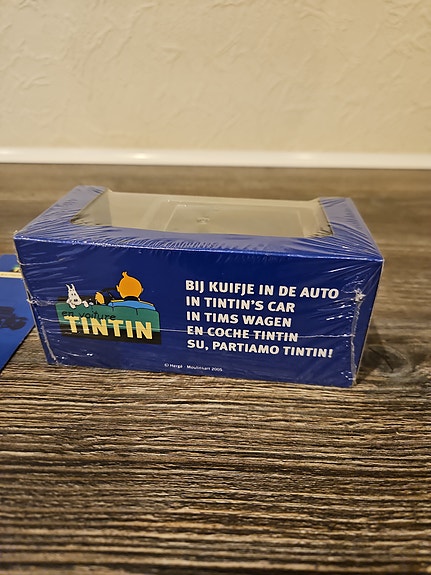 en voiture
TINTIN
BIJ KUIFJE IN DE AUTO
IN TINTIN'S CAR
IN TIMS WAGEN
EN COCHE TINTIN
SU, PARTIAMO TINTIN!
© Hergé - Moulinsart 2005